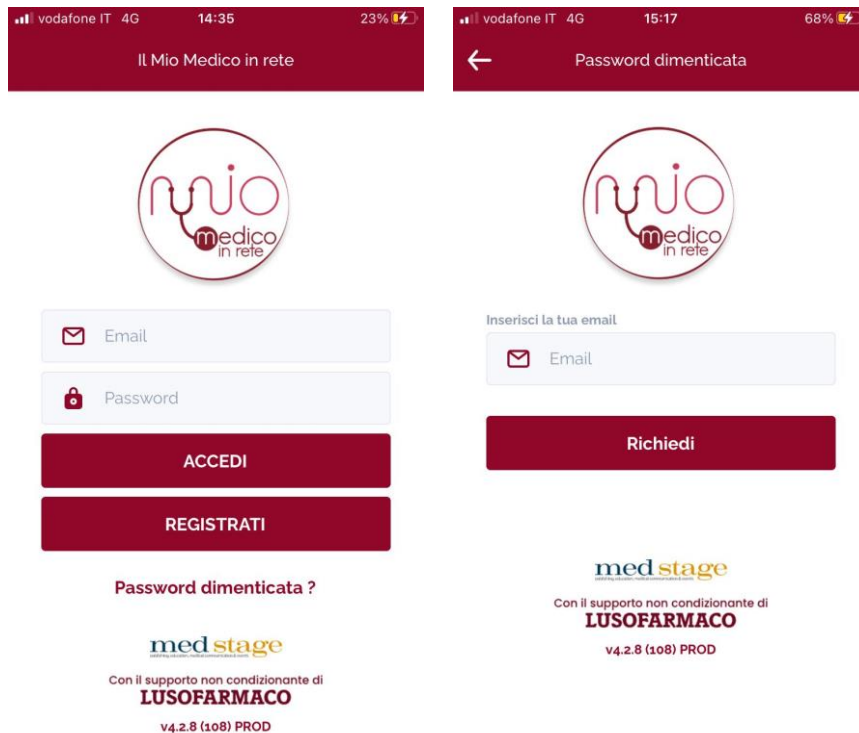 vodafone IT 4G 14:35 23%
Il Mio Medico in rete
mio
medico
in rete
Email
Password
ACCEDI
REGISTRATI
Password dimenticata ?
med stage
Con il supporto non condizionante di
LUSOFARMACO
v4.2.8 (108) PROD
vodafone IT 4G 15:17 68%
Password dimenticata
mio
medico
in rete
Inserisci la tua email
Email
Richiedi
med stage
Con il supporto non condizionante di
LUSOFARMACO
v4.2.8 (108) PROD